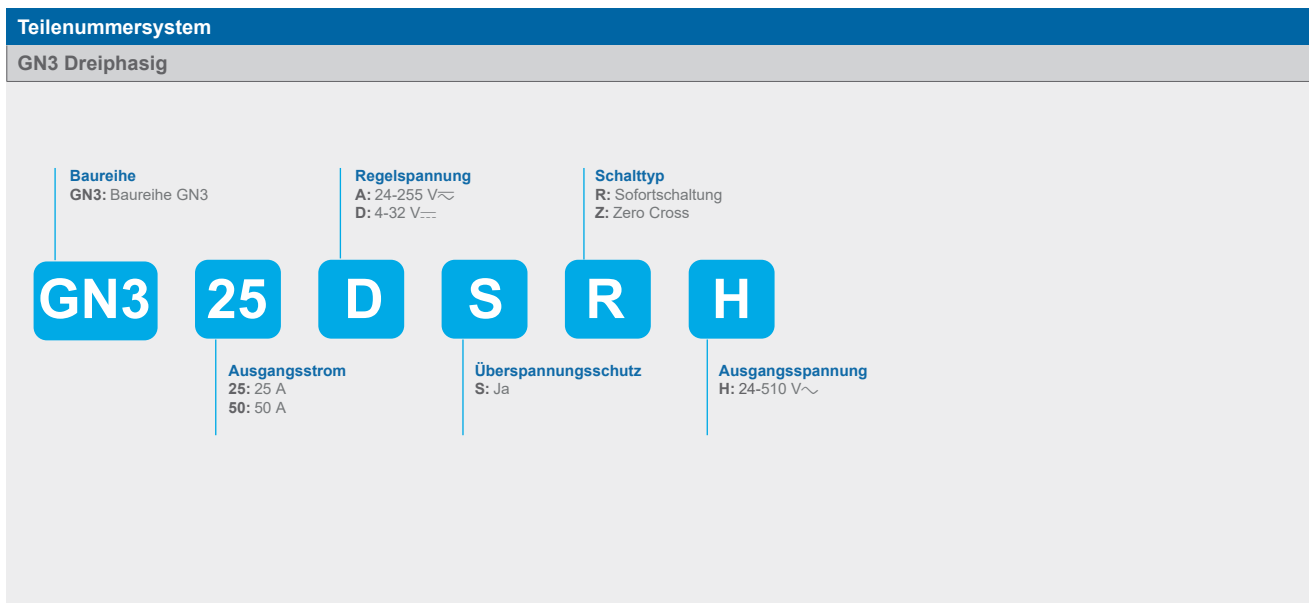 Teilenummersystem
GN3 Dreiphasig
Baureihe
GN3: Baureihe GN3
Regelspannung
A: 24-255 V⏦
D: 4-32 V⎓
Schalttyp
R: Sofortschaltung
Z: Zero Cross
GN3 25 D S R H
Ausgangsstrom
25: 25 A
50: 50 A
Überspannungsschutz
S: Ja
Ausgangsspannung
H: 24-510 V∿